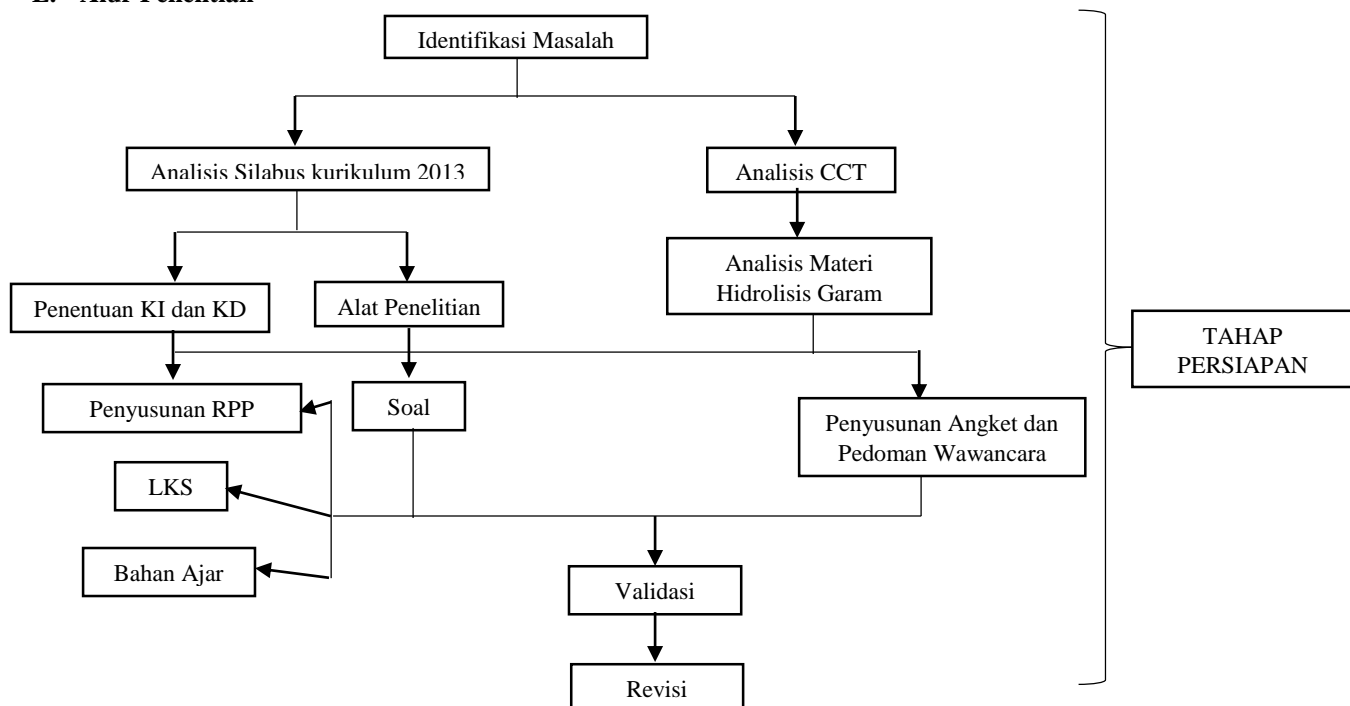 E. Alur Penelitian
Identifikasi Masalah
Analisis Silabus kurikulum 2013
Analisis CCT
Analisis Materi
Hidrolisis Garam
Penentuan KI dan KD
Alat Penelitian
TAHAP
PERSIAPAN
Penyusunan RPP
Soal
Penyusunan Angket dan
Pedoman Wawancara
LKS
Bahan Ajar
Validasi
Revisi